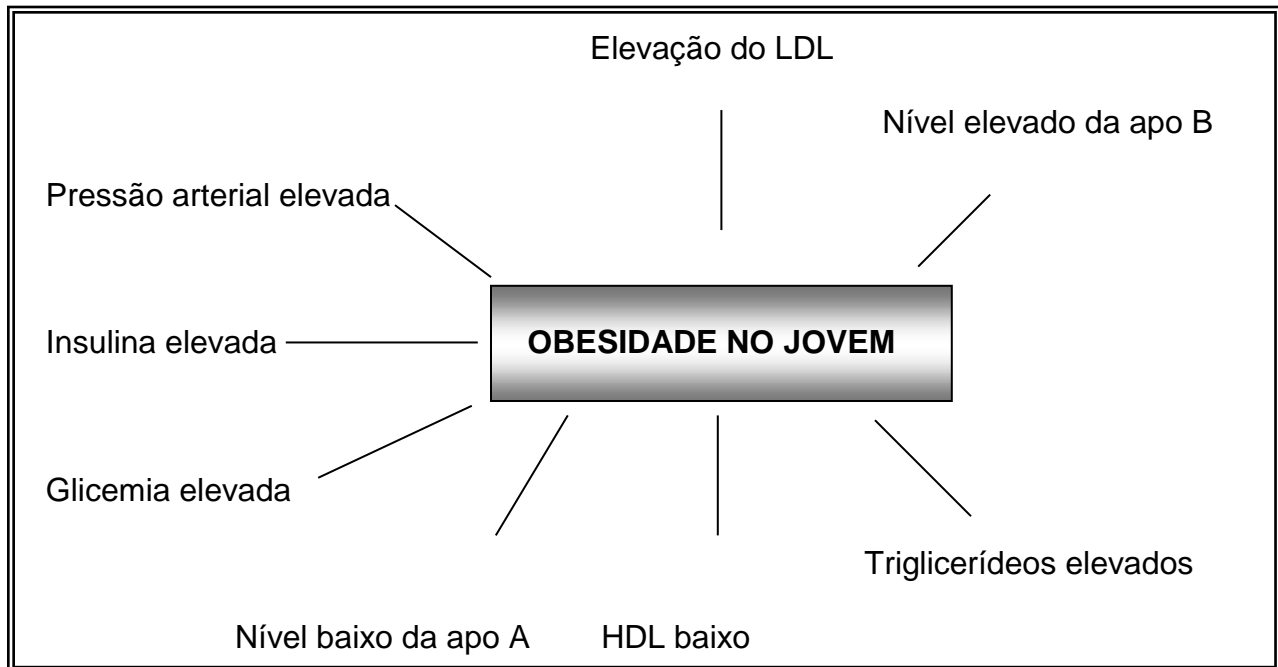 Elevação do LDL
Nível elevado da apo B
Pressão arterial elevada
Insulina elevada
OBESIDADE NO JOVEM
Glicemia elevada
Triglicerídeos elevados
Nível baixo da apo A
HDL baixo